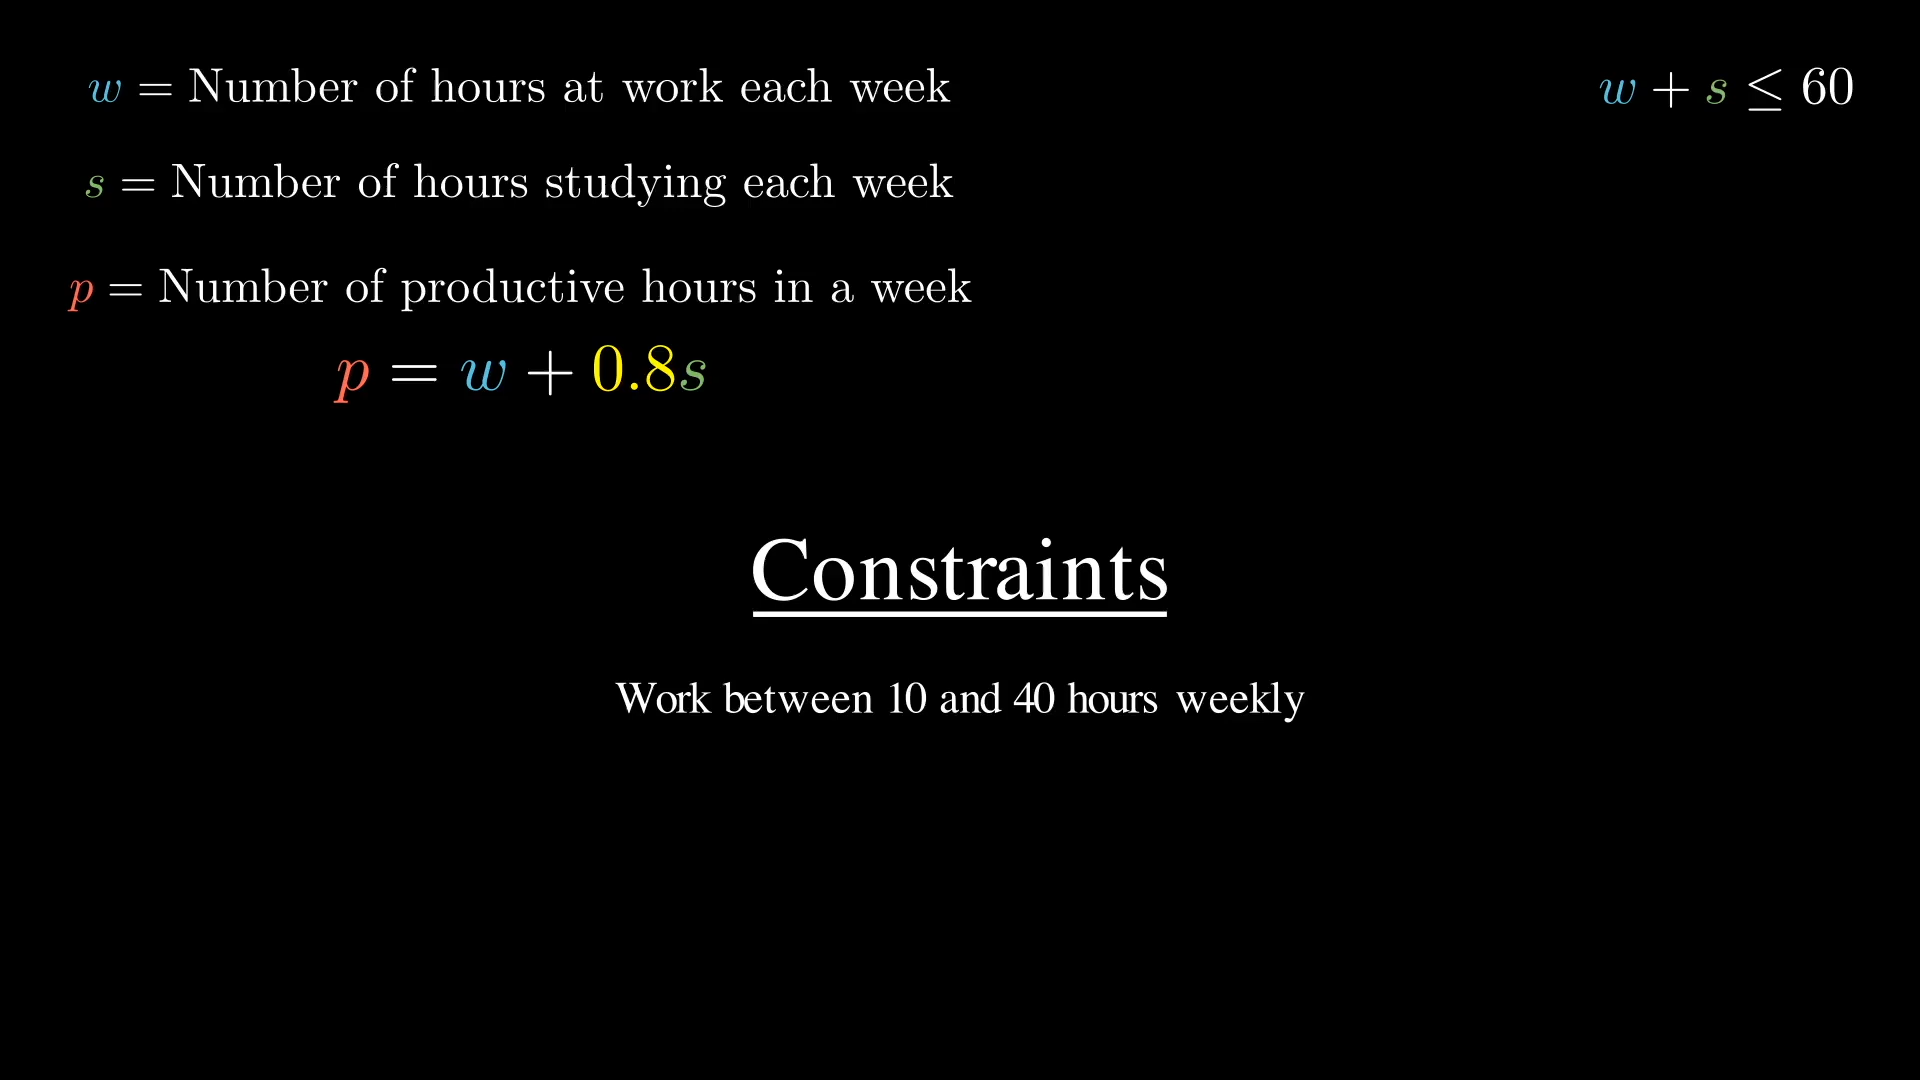 w = Number of hours at work each week
w + s ≤ 60
s = Number of hours studying each week
p = Number of productive hours in a week
p = w + 0.8s
Constraints
Work between 10 and 40 hours weekly